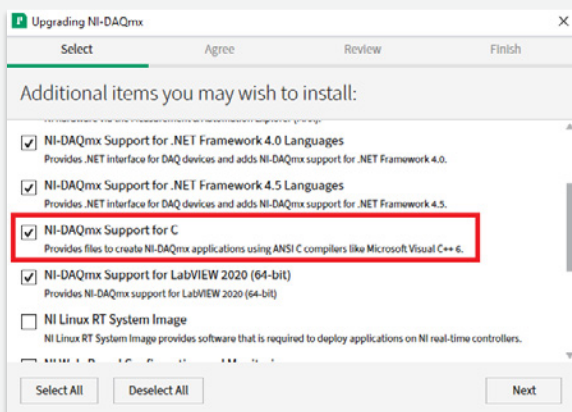 Upgrading NI-DAQmx
Select Agree Review Finish
Additional items you may wish to install:
NI-DAQmx Support for .NET Framework 4.0 Languages
Provides .NET interface for DAQ devices and adds NI-DAQmx support for .NET Framework 4.0.
NI-DAQmx Support for .NET Framework 4.5 Languages
Provides .NET interface for DAQ devices and adds NI-DAQmx support for .NET Framework 4.5.
NI-DAQmx Support for C
Provides files to create NI-DAQmx applications using ANSI C compilers like Microsoft Visual C++ 6.
NI-DAQmx Support for LabVIEW 2020 (64-bit)
Provides NI-DAQmx support for LabVIEW 2020 (64-bit)
NI Linux RT System Image
NI Linux RT System Image provides software that is required to deploy applications on NI real-time controllers.
Select All Deselect All Next